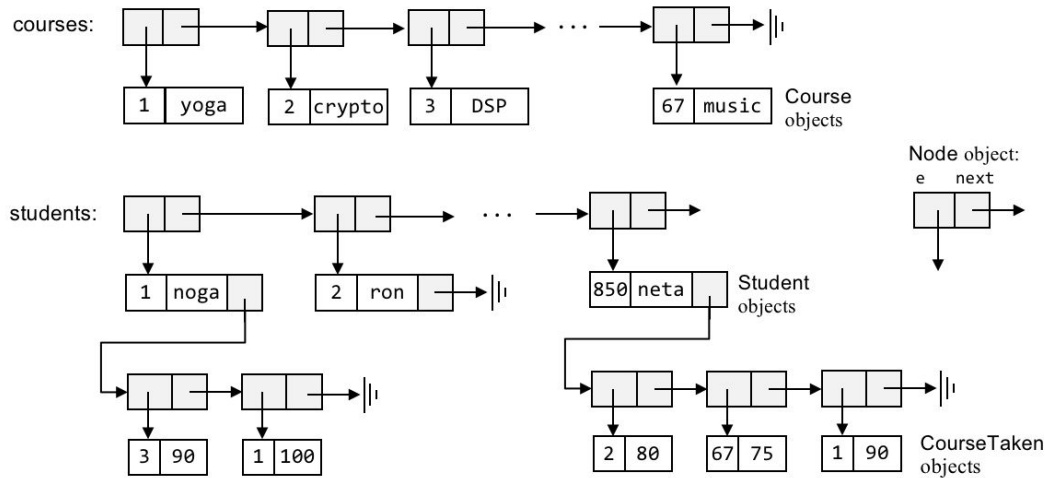 courses: ...
1 yoga 2 crypto 3 DSP 67 music Course
objects
Node object:
e next
students: ...
1 noga 2 ron 850 neta Student
objects
3 90 1 100 2 80 67 75 1 90 CourseTaken
objects